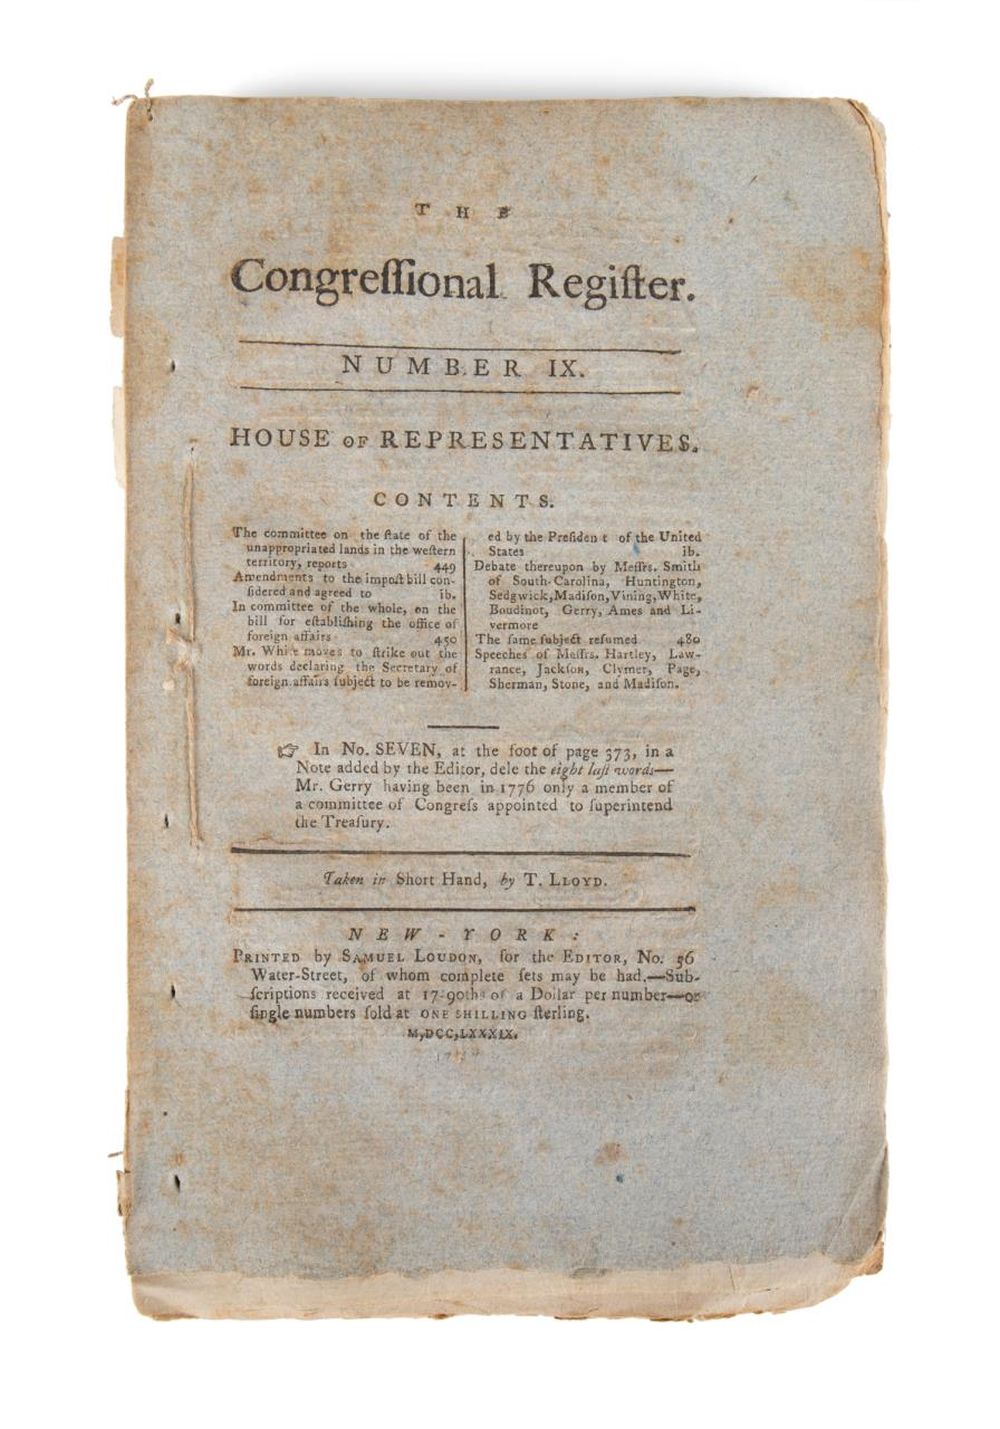 THE
Congreſſional Regiſter.
NUMBER IX.
HOUSE OF REPRESENTATIVES.
CONTENTS.
The committee on the ſtate of the
unappropriated lands in the weſtern
territory, reports 449
Amendments to the impoſt bill con-
ſidered and agreed to ib.
In committee of the whole, on the
bill for eſtabliſhing the office of
foreign affairs 450
Mr. White moves to ſtrike out the
words declaring the Secretary of
foreign affairs ſubject to be remov-
ed by the Preſident of the United
States ib.
Debate thereupon by Meſſrs. Smith
of South-Carolina, Huntington,
Sedgwick, Madiſon, Vining, White,
Boudinot, Gerry, Ames and Li-
vermore
The ſame ſubject reſumed 480
Speeches of Meſſrs. Hartley, Law-
rance, Jackſon, Clymer, Page,
Sherman, Stone, and Madiſon.
☞ In No. SEVEN, at the foot of page 373, in a
Note added by the Editor, dele the eight laſt words—
Mr. Gerry having been in 1776 only a member of
a committee of Congreſs appointed to ſuperintend
the Treaſury.
Taken in Short Hand, by T. LLOYD.
NEW-YORK:
PRINTED by SAMUEL LOUDON, for the EDITOR, No. 56
Water-Street, of whom complete ſets may be had.—Sub-
ſcriptions received at 17-90ths of a Dollar per number—or
ſingle numbers ſold at ONE SHILLING ſterling.
M,DCC,LXXXIX.